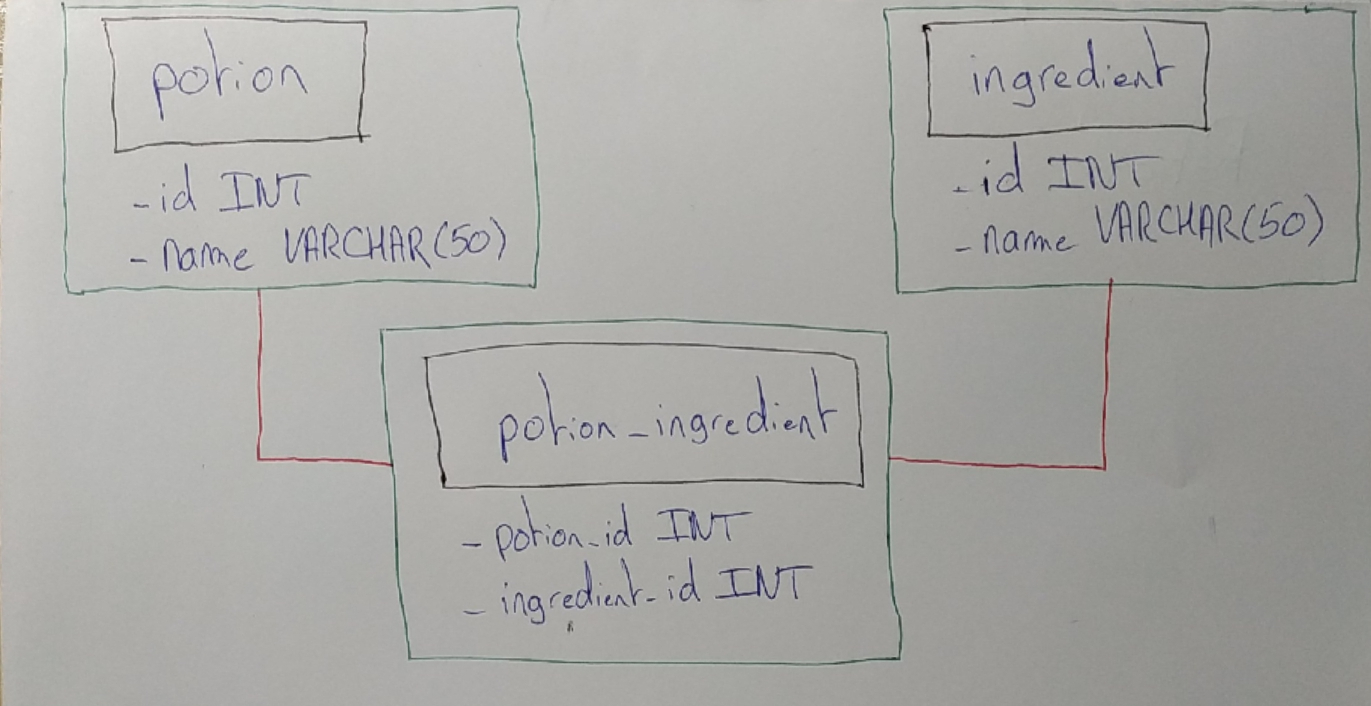 potion
- id INT
- name VARCHAR(50)
ingredient
- id INT
- name VARCHAR(50)
potion_ingredient
- potion_id INT
- ingredient_id INT